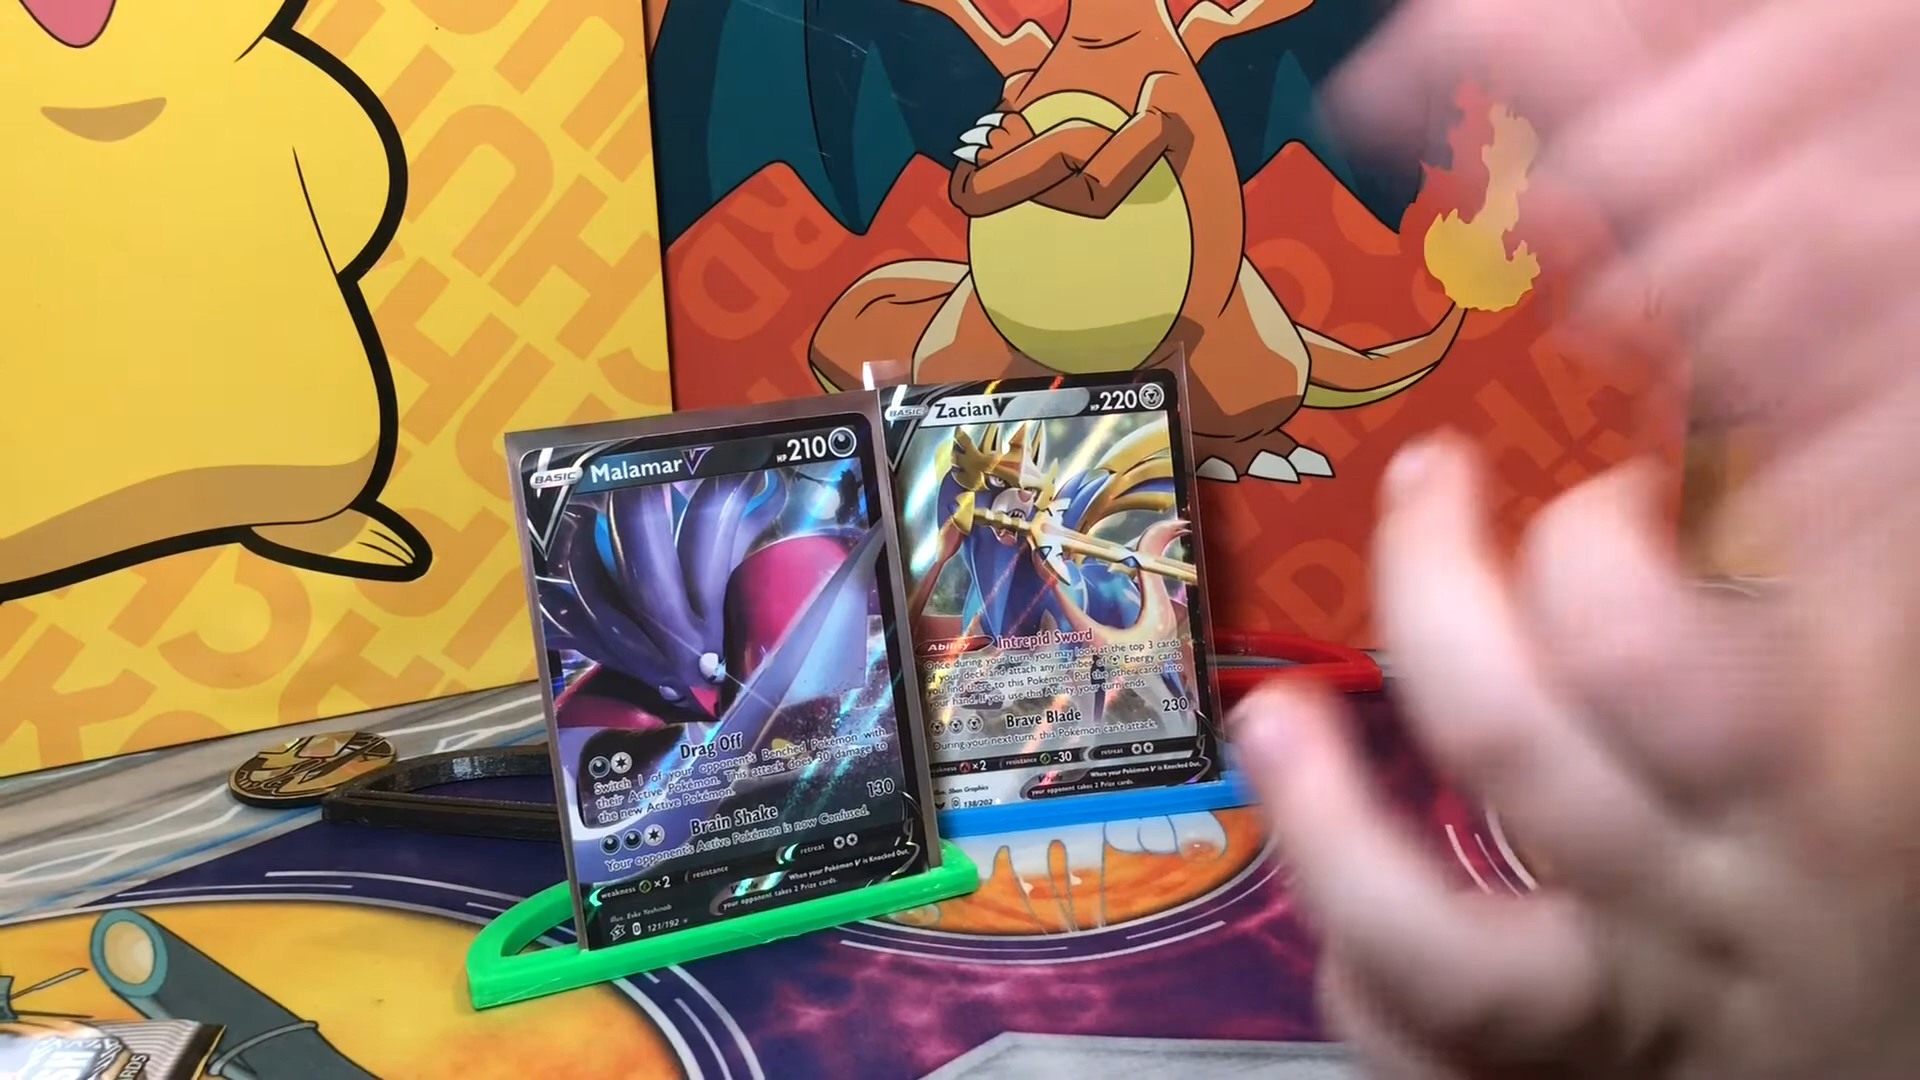 BASIC Malamar V HP 210
Drag Off
Switch 1 of your opponent's Benched Pokémon with
their Active Pokémon. This attack does 30 damage to
the new Active Pokémon.
Brain Shake 130
Your opponent's Active Pokémon is now Confused.
weakness ×2 resistance retreat
When your Pokémon V is Knocked Out,
your opponent takes 2 Prize cards.
D 121/192
BASIC Zacian V HP 220
Ability Intrepid Sword
Once during your turn, you may look at the top 3 cards
of your deck and attach any number of Energy cards
you find there to this Pokémon. Put the other cards into
your hand. If you use this Ability, your turn ends.
Brave Blade 230
During your next turn, this Pokémon can't attack.
weakness ×2 resistance -30 retreat
When your Pokémon V is Knocked Out,
your opponent takes 2 Prize cards.
D 138/202